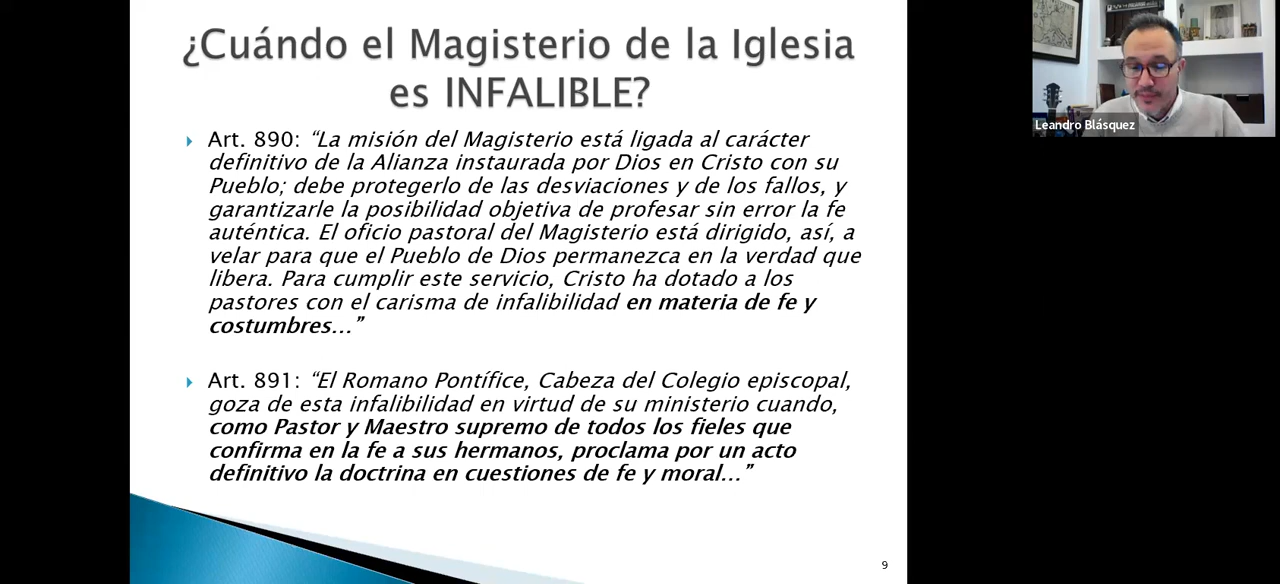 ¿Cuándo el Magisterio de la Iglesia
es INFALIBLE?
Art. 890: “La misión del Magisterio está ligada al carácter
definitivo de la Alianza instaurada por Dios en Cristo con su
Pueblo; debe protegerlo de las desviaciones y de los fallos, y
garantizarle la posibilidad objetiva de profesar sin error la fe
auténtica. El oficio pastoral del Magisterio está dirigido, así, a
velar para que el Pueblo de Dios permanezca en la verdad que
libera. Para cumplir este servicio, Cristo ha dotado a los
pastores con el carisma de infalibilidad en materia de fe y
costumbres…”
Art. 891: “El Romano Pontífice, Cabeza del Colegio episcopal,
goza de esta infalibilidad en virtud de su ministerio cuando,
como Pastor y Maestro supremo de todos los fieles que
confirma en la fe a sus hermanos, proclama por un acto
definitivo la doctrina en cuestiones de fe y moral…”
9
Leandro Blásquez